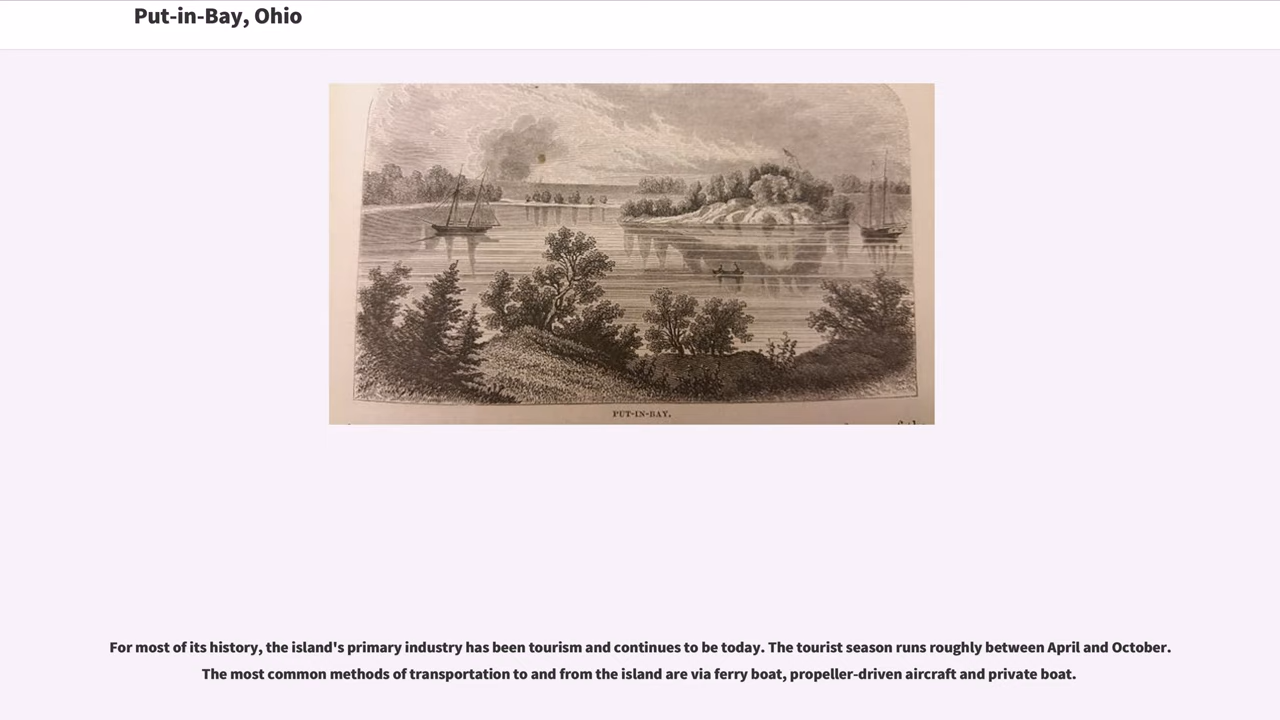 Put-in-Bay, Ohio
PUT-IN-BAY.
For most of its history, the island's primary industry has been tourism and continues to be today. The tourist season runs roughly between April and October.
The most common methods of transportation to and from the island are via ferry boat, propeller-driven aircraft and private boat.